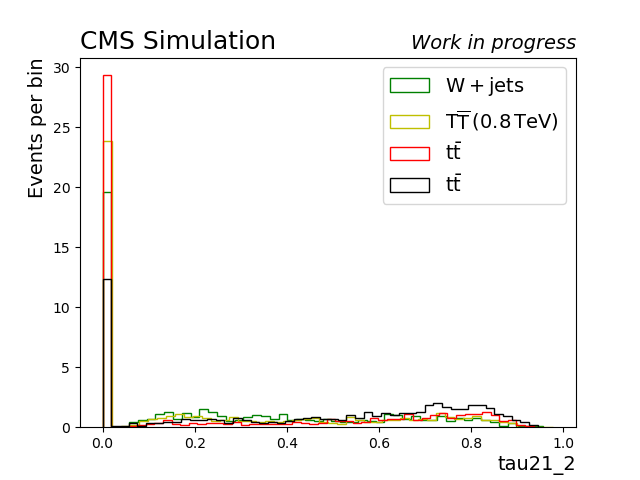 CMS Simulation
Work in progress
Events per bin
30
25
20
15
10
5
0
W + jets
TT̅ (0.8 TeV)
tt̄
tt̄
0.0 0.2 0.4 0.6 0.8 1.0
tau21_2